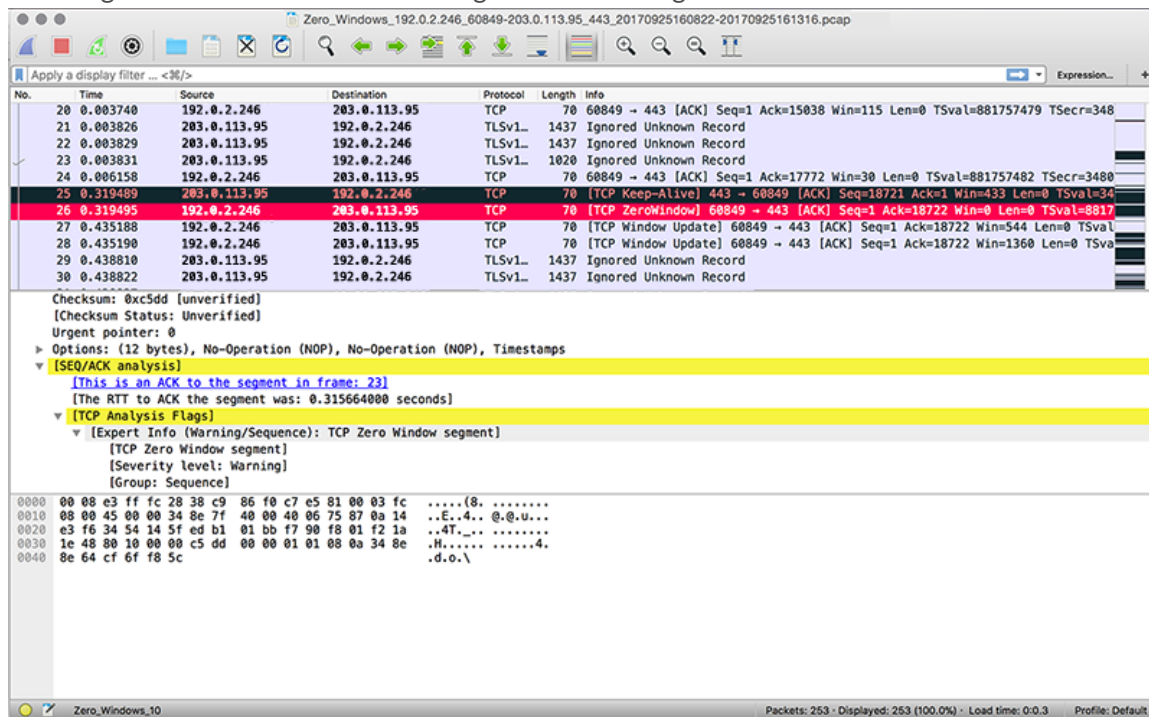 Zero_Windows_192.0.2.246_60849-203.0.113.95_443_20170925160822-20170925161316.pcap
Apply a display filter ... <⌘/> Expression... +
No. Time Source Destination Protocol Length Info
20 0.003740 192.0.2.246 203.0.113.95 TCP 70 60849 → 443 [ACK] Seq=1 Ack=15038 Win=115 Len=0 TSval=881757479 TSecr=348
21 0.003826 203.0.113.95 192.0.2.246 TLSv1… 1437 Ignored Unknown Record
22 0.003829 203.0.113.95 192.0.2.246 TLSv1… 1437 Ignored Unknown Record
23 0.003831 203.0.113.95 192.0.2.246 TLSv1… 1020 Ignored Unknown Record
24 0.006158 192.0.2.246 203.0.113.95 TCP 70 60849 → 443 [ACK] Seq=1 Ack=17772 Win=30 Len=0 TSval=881757482 TSecr=3480
25 0.319489 203.0.113.95 192.0.2.246 TCP 70 [TCP Keep-Alive] 443 → 60849 [ACK] Seq=18721 Ack=1 Win=433 Len=0 TSval=34
26 0.319495 192.0.2.246 203.0.113.95 TCP 70 [TCP ZeroWindow] 60849 → 443 [ACK] Seq=1 Ack=18722 Win=0 Len=0 TSval=8817
27 0.435188 192.0.2.246 203.0.113.95 TCP 70 [TCP Window Update] 60849 → 443 [ACK] Seq=1 Ack=18722 Win=544 Len=0 TSval
28 0.435190 192.0.2.246 203.0.113.95 TCP 70 [TCP Window Update] 60849 → 443 [ACK] Seq=1 Ack=18722 Win=1360 Len=0 TSva
29 0.438810 203.0.113.95 192.0.2.246 TLSv1… 1437 Ignored Unknown Record
30 0.438822 203.0.113.95 192.0.2.246 TLSv1… 1437 Ignored Unknown Record
Checksum: 0xc5dd [unverified]
[Checksum Status: Unverified]
Urgent pointer: 0
Options: (12 bytes), No-Operation (NOP), No-Operation (NOP), Timestamps
[SEQ/ACK analysis]
[This is an ACK to the segment in frame: 23]
[The RTT to ACK the segment was: 0.315664000 seconds]
[TCP Analysis Flags]
[Expert Info (Warning/Sequence): TCP Zero Window segment]
[TCP Zero Window segment]
[Severity level: Warning]
[Group: Sequence]
0000 00 08 e3 ff fc 28 38 c9 86 f0 c7 e5 81 00 03 fc .....(8. ........
0010 08 00 45 00 00 34 8e 7f 40 00 40 06 75 87 0a 14 ..E..4.. @.@.u...
0020 e3 f6 34 54 14 5f ed b1 01 bb f7 90 f8 01 f2 1a ..4T._.. ........
0030 1e 48 80 10 00 00 c5 dd 00 00 01 01 08 0a 34 8e .H...... ......4.
0040 8e 64 cf 6f f8 5c .d.o.\
Zero_Windows_10 Packets: 253 · Displayed: 253 (100.0%) · Load time: 0:0.3 Profile: Default